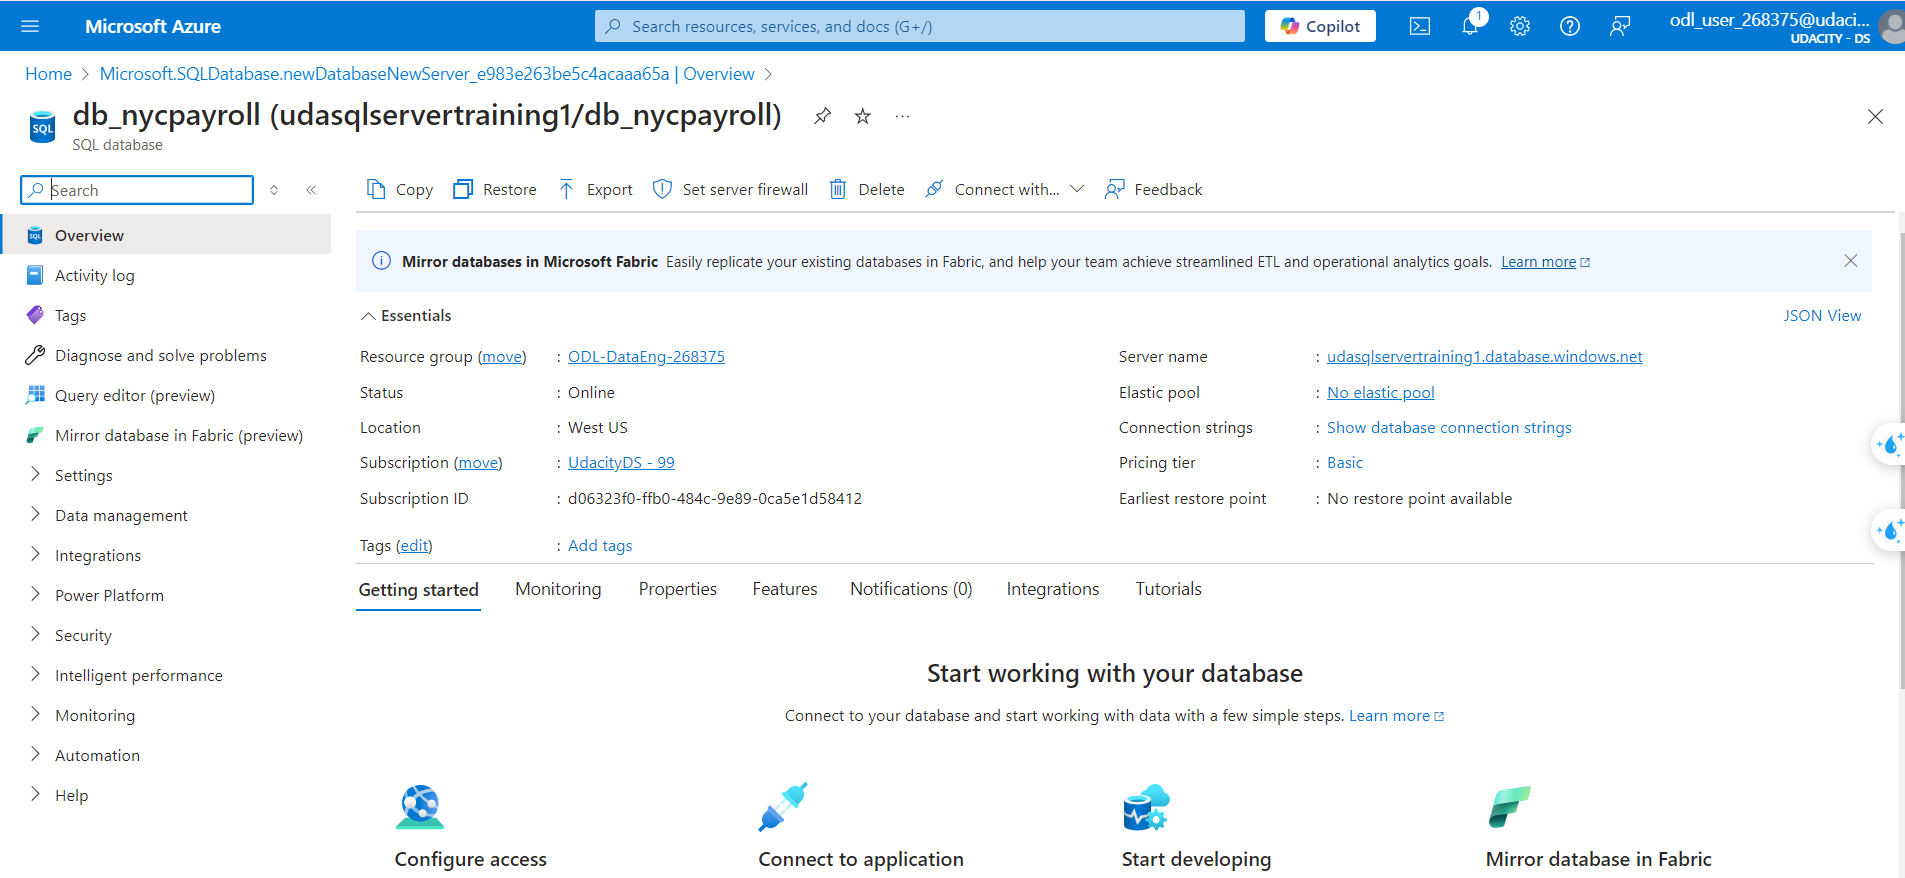 Microsoft Azure
Search resources, services, and docs (G+/)
Copilot
1
odl_user_268375@udaci...
UDACITY - DS
Home > Microsoft.SQLDatabase.newDatabaseNewServer_e983e263be5c4acaaa65a | Overview >
db_nycpayroll (udasqlservertraining1/db_nycpayroll)
SQL database
Search
Copy Restore Export Set server firewall Delete Connect with... Feedback
Overview
Activity log
Tags
Diagnose and solve problems
Query editor (preview)
Mirror database in Fabric (preview)
Settings
Data management
Integrations
Power Platform
Security
Intelligent performance
Monitoring
Automation
Help
Mirror databases in Microsoft Fabric Easily replicate your existing databases in Fabric, and help your team achieve streamlined ETL and operational analytics goals. Learn more
Essentials
JSON View
Resource group (move) : ODL-DataEng-268375
Status : Online
Location : West US
Subscription (move) : UdacityDS - 99
Subscription ID : d06323f0-ffb0-484c-9e89-0ca5e1d58412
Server name : udasqlservertraining1.database.windows.net
Elastic pool : No elastic pool
Connection strings : Show database connection strings
Pricing tier : Basic
Earliest restore point : No restore point available
Tags (edit) : Add tags
Getting started Monitoring Properties Features Notifications (0) Integrations Tutorials
Start working with your database
Connect to your database and start working with data with a few simple steps. Learn more
Configure access
Connect to application
Start developing
Mirror database in Fabric